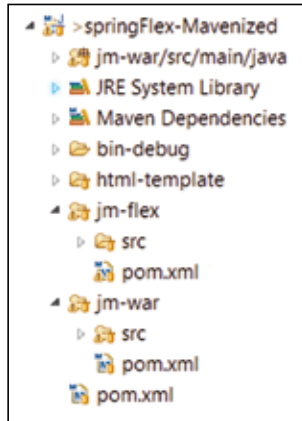 >springFlex-Mavenized
jm-war/src/main/java
JRE System Library
Maven Dependencies
bin-debug
html-template
jm-flex
src
pom.xml
jm-war
src
pom.xml
pom.xml